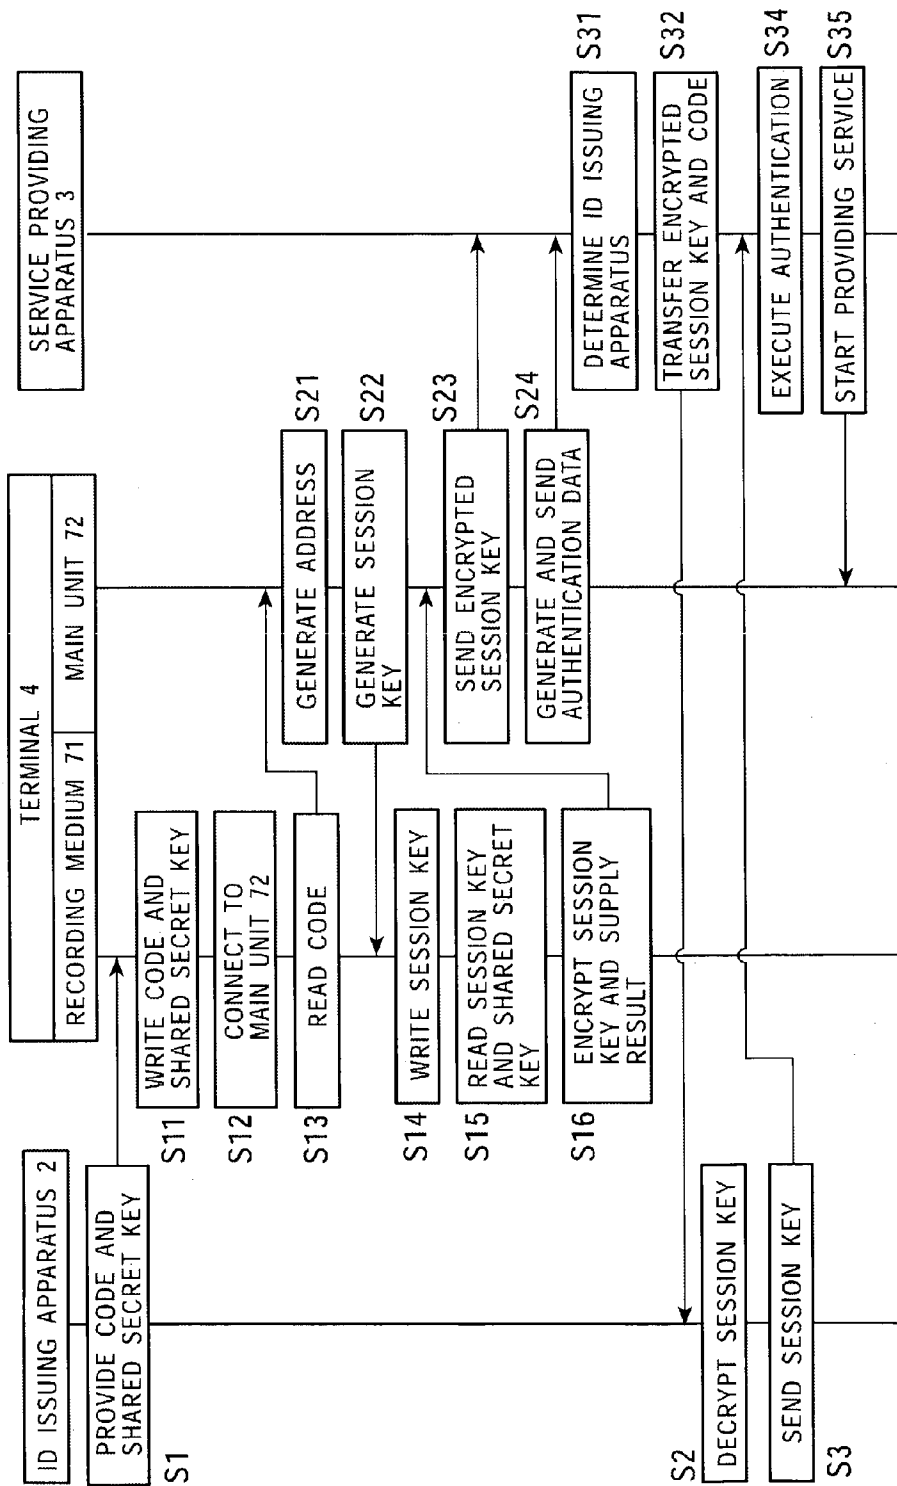 ID ISSUING APPARATUS 2
TERMINAL 4
RECORDING MEDIUM 71
MAIN UNIT 72
SERVICE PROVIDING
APPARATUS 3
PROVIDE CODE AND
SHARED SECRET KEY
S1
WRITE CODE AND
SHARED SECRET KEY
S11
CONNECT TO
MAIN UNIT 72
S12
READ CODE
S13
GENERATE ADDRESS
S21
GENERATE SESSION
KEY
S22
WRITE SESSION KEY
S14
READ SESSION KEY
AND SHARED SECRET
KEY
S15
ENCRYPT SESSION
KEY AND SUPPLY
RESULT
S16
SEND ENCRYPTED
SESSION KEY
S23
GENERATE AND SEND
AUTHENTICATION DATA
S24
DETERMINE ID ISSUING
APPARATUS
S31
TRANSFER ENCRYPTED
SESSION KEY AND CODE
S32
DECRYPT SESSION KEY
S2
SEND SESSION KEY
S3
EXECUTE AUTHENTICATION
S34
START PROVIDING SERVICE
S35